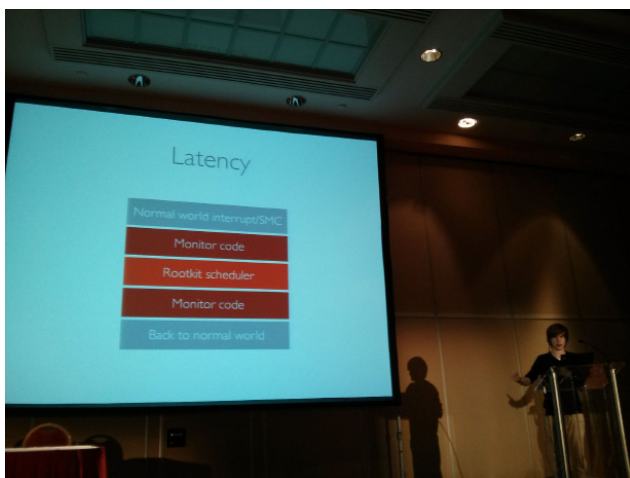 Latency
Normal world interrupt/SMC
Monitor code
Rootkit scheduler
Monitor code
Back to normal world